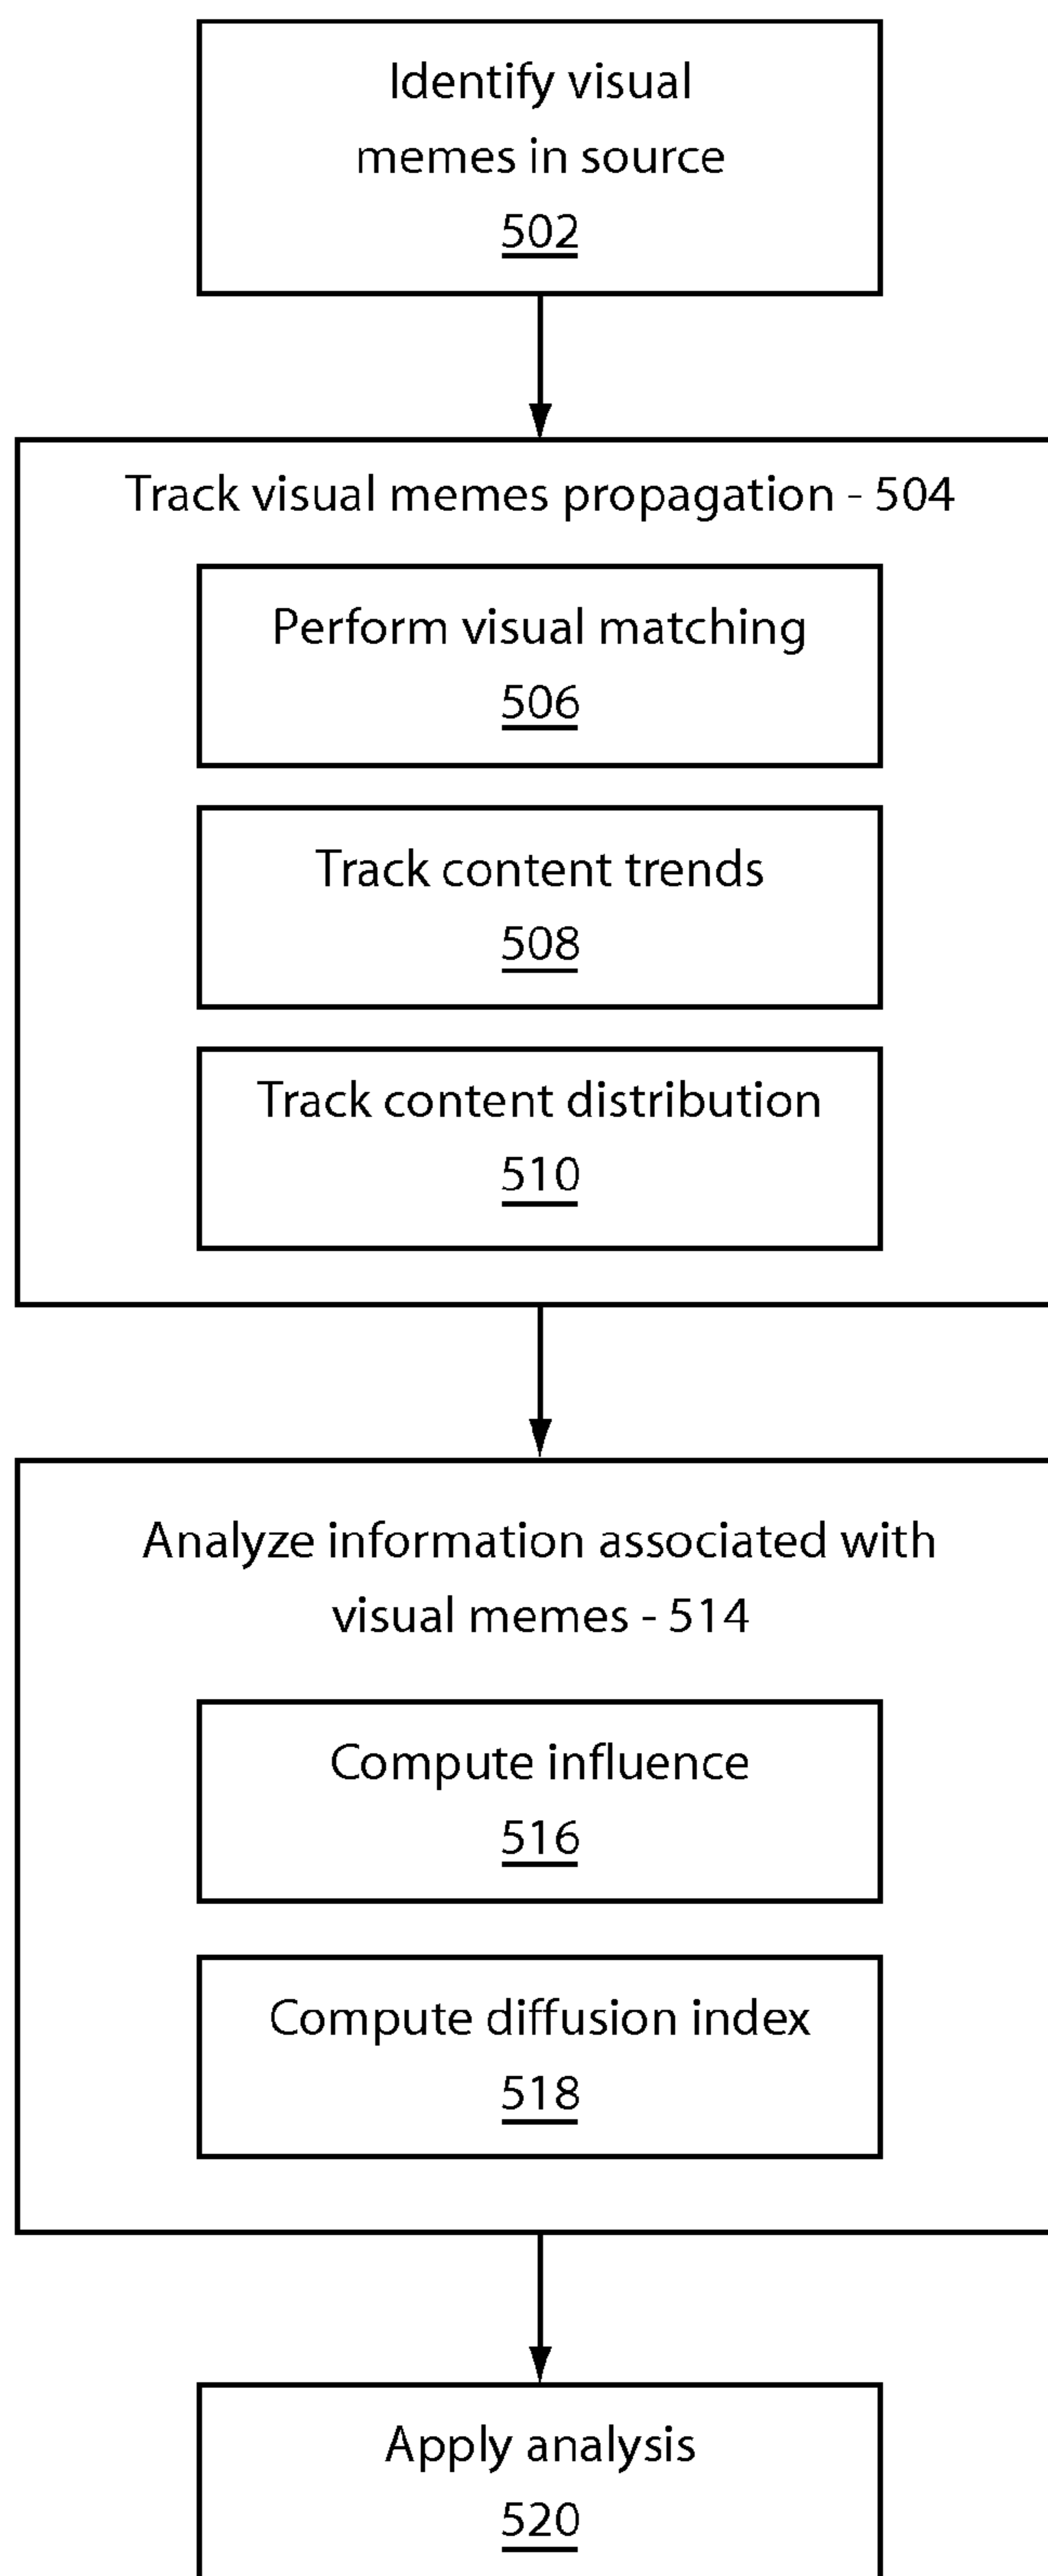 Identify visual
memes in source
502
Track visual memes propagation - 504
Perform visual matching
506
Track content trends
508
Track content distribution
510
Analyze information associated with
visual memes - 514
Compute influence
516
Compute diffusion index
518
Apply analysis
520